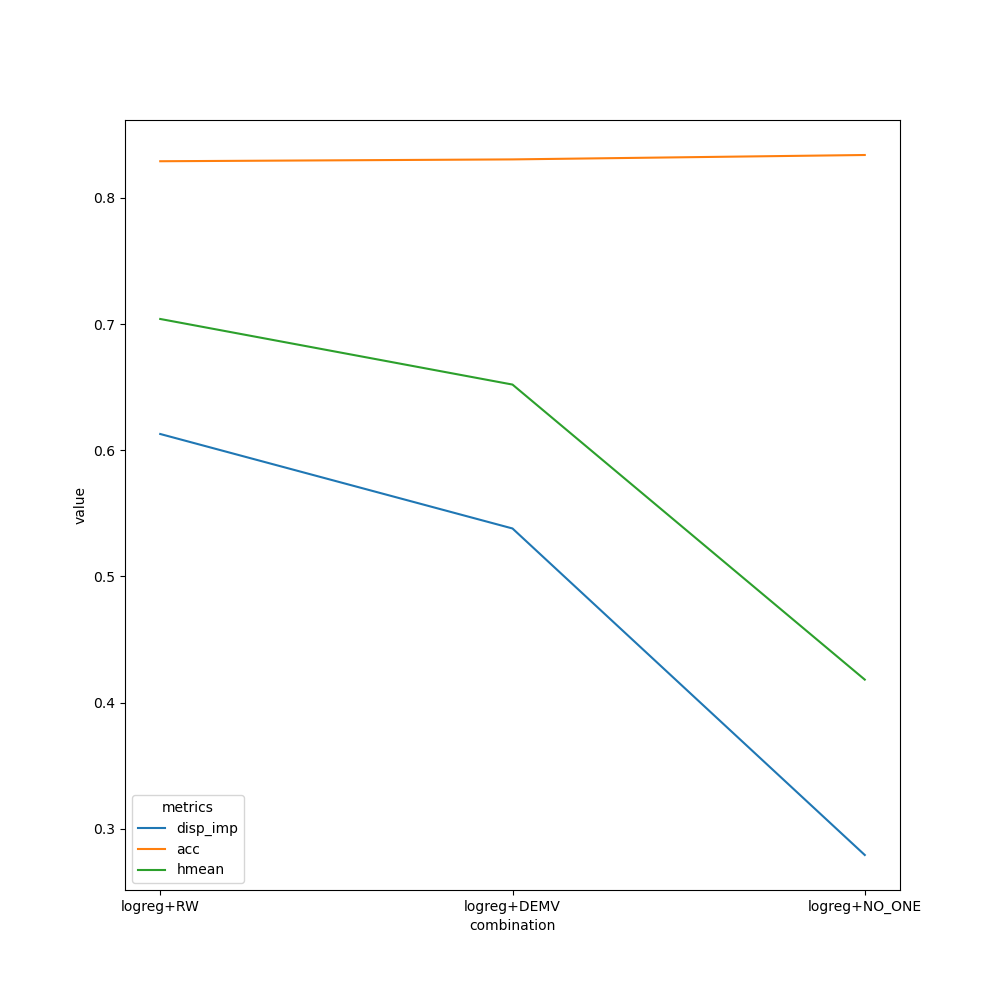 0.8
0.7
0.6
0.5
0.4
0.3
value
metrics
disp_imp
acc
hmean
logreg+RW
logreg+DEMV
logreg+NO_ONE
combination